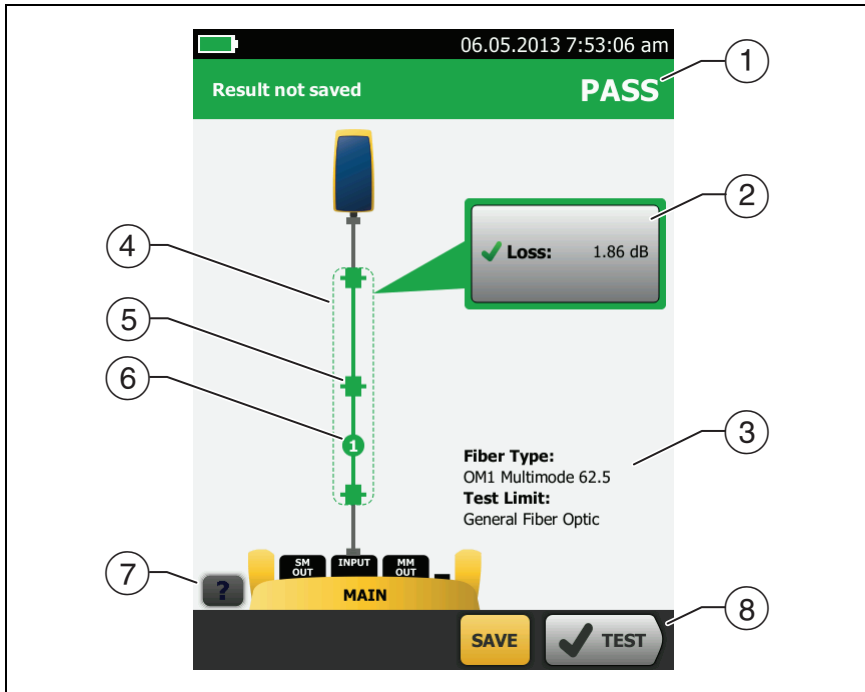 06.05.2013 7:53:06 am
Result not saved
PASS
1
2
Loss: 1.86 dB
4
5
6
1
3
Fiber Type:
OM1 Multimode 62.5
Test Limit:
General Fiber Optic
SM OUT
INPUT
MM OUT
MAIN
7
?
8
SAVE
TEST